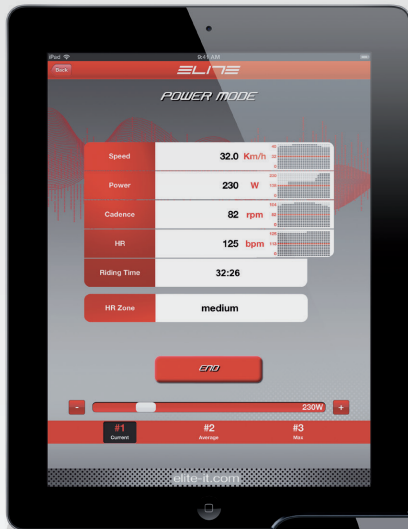 iPad 9:41 AM
Back ELITE
POWER MODE
Speed 32.0 Km/h
Power 230 W
Cadence 82 rpm
HR 125 bpm
Riding Time 32:26
HR Zone medium
END
- 230W +
#1 #2 #3
Current Average Max
elite-it.com